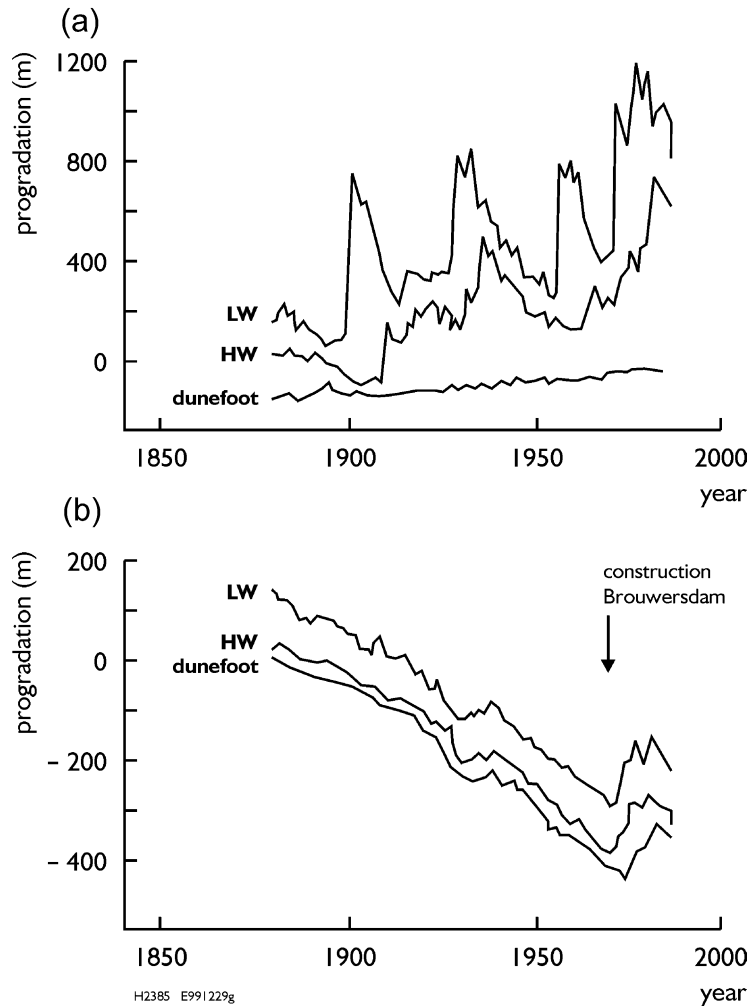 (a)
progradation (m)
1200
800
400
0
LW
HW
dunefoot
1850 1900 1950 2000
year
(b)
progradation (m)
200
0
– 200
– 400
LW
HW
dunefoot
construction
Brouwersdam
1850 1900 1950 2000
year
H2385 E991229g